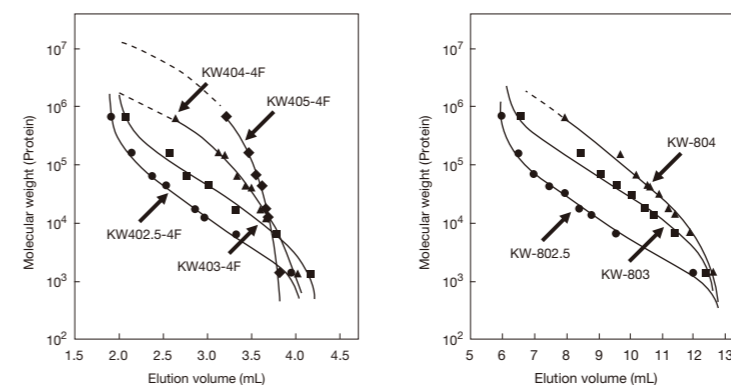 Molecular weight (Protein)
10⁷
10⁶
10⁵
10⁴
10³
10²
KW404-4F
KW405-4F
KW402.5-4F
KW403-4F
1.5 2.0 2.5 3.0 3.5 4.0 4.5
Elution volume (mL)
Molecular weight (Protein)
10⁷
10⁶
10⁵
10⁴
10³
10²
KW-804
KW-802.5
KW-803
5 6 7 8 9 10 11 12 13
Elution volume (mL)